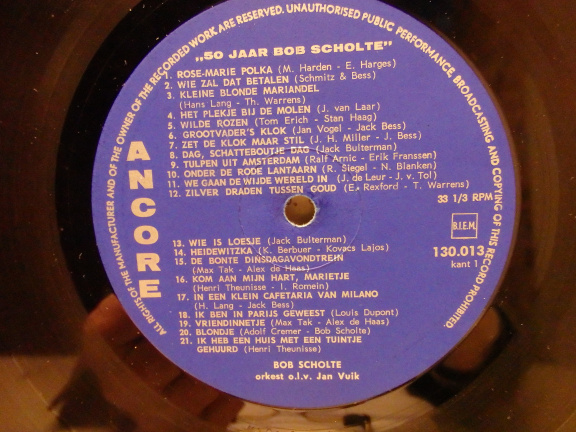 ALL RIGHTS OF THE MANUFACTURER AND OF THE OWNER OF THE RECORDED WORK ARE RESERVED. UNAUTHORISED PUBLIC PERFORMANCE, BROADCASTING AND COPYING OF THIS RECORD PROHIBITED.
„50 JAAR BOB SCHOLTE”
1. ROSE-MARIE POLKA (M. Harden - E. Harges)
2. WIE ZAL DAT BETALEN (Schmitz & Bess)
3. KLEINE BLONDE MARIANDEL
(Hans Lang - Th. Warrens)
4. HET PLEKJE BIJ DE MOLEN (J. van Laar)
5. WILDE ROZEN (Tom Erich - Stan Haag)
6. GROOTVADER'S KLOK (Jan Vogel - Jack Bess)
7. ZET DE KLOK MAAR STIL (J. H. Miller - J. Bess)
8. DAG, SCHATTEBOUTJE DAG (Jack Bulterman)
9. TULPEN UIT AMSTERDAM (Ralf Arnic - Erik Franssen)
10. ONDER DE RODE LANTAARN (R. Siegel - N. Blanken)
11. WE GAAN DE WIJDE WERELD IN (J. de Leur - J. v. Tol)
12. ZILVER DRADEN TUSSEN GOUD (E. Rexford - T. Warrens)
ANCORE
33 1/3 RPM
B.I.E.M.
130.013
kant 1
13. WIE IS LOESJE (Jack Bulterman)
14. HEIDEWITZKA (K. Berbuer - Kovacs Lajos)
15. DE BONTE DINSDAGAVONDTREIN
(Max Tak - Alex de Haas)
16. KOM AAN MIJN HART, MARIETJE
(Henri Theunisse - I. Romein)
17. IN EEN KLEIN CAFETARIA VAN MILANO
(H. Lang - Jack Bess)
18. IK BEN IN PARIJS GEWEEST (Louis Dupont)
19. VRIENDINNETJE (Max Tak - Alex de Haas)
20. BLONDJE (Adolf Cremer - Bob Scholte)
21. IK HEB EEN HUIS MET EEN TUINTJE
GEHUURD (Henri Theunisse)
BOB SCHOLTE
orkest o.l.v. Jan Vuik